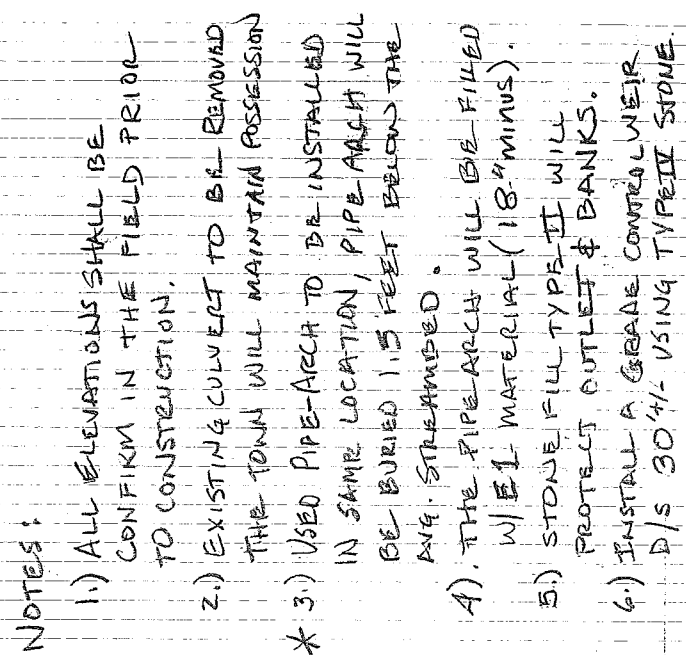 NOTES:
1.) ALL ELEVATIONS SHALL BE
CONFIRM IN THE FIELD PRIOR
TO CONSTRUCTION.
2.) EXISTING CULVERT TO BE REMOVED
THE TOWN WILL MAINTAIN POSSESSION
* 3.) USED PIPE-ARCH TO BE INSTALLED
IN SAME LOCATION, PIPE ARCH WILL
BE BURIED 1.5 FEET BELOW THE
AVG. STREAMBED.
4). THE PIPE ARCH WILL BE FILLED
W/ E1 MATERIAL (18" MINUS).
5.) STONE FILL TYPE II WILL
PROTECT OUTLET & BANKS.
6.) INSTALL A GRADE CONTROL WEIR
D/S 30'+/- USING TYPE IV STONE.